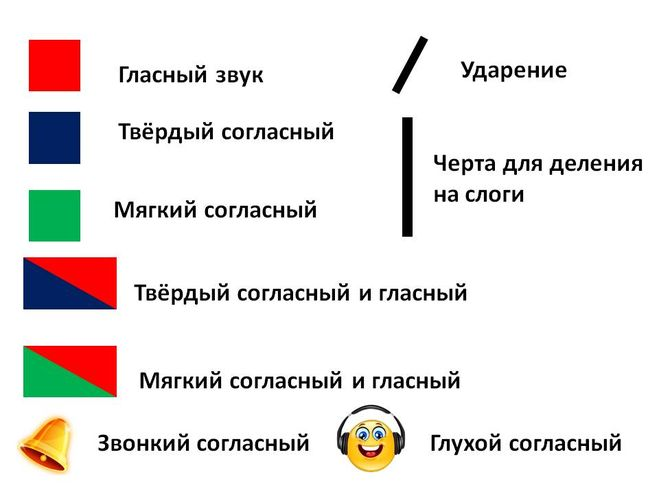 Гласный звук
Ударение
Твёрдый согласный
Черта для деления
на слоги
Мягкий согласный
Твёрдый согласный и гласный
Мягкий согласный и гласный
Звонкий согласный
Глухой согласный